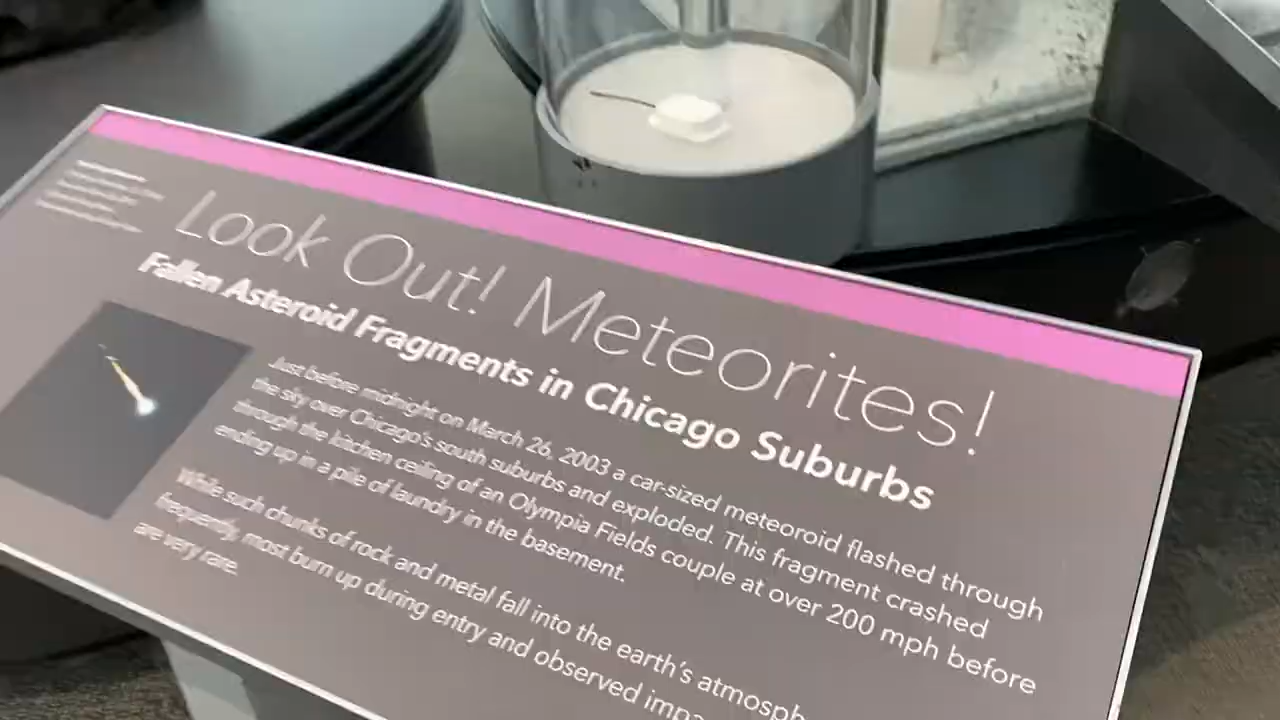 Look Out! Meteorites!
Fallen Asteroid Fragments in Chicago Suburbs
Just before midnight on March 26, 2003 a car-sized meteoroid flashed through
the sky over Chicago's south suburbs and exploded. This fragment crashed
through the kitchen ceiling of an Olympia Fields couple at over 200 mph before
ending up in a pile of laundry in the basement.
While such chunks of rock and metal fall into the earth's atmosph
frequently, most burn up during entry and observed impa
are very rare.